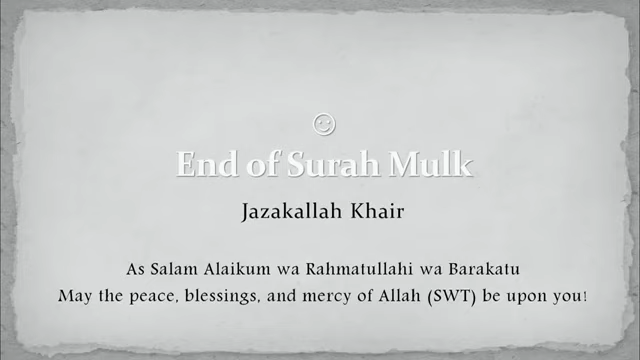 ☺
End of Surah Mulk
Jazakallah Khair
As Salam Alaikum wa Rahmatullahi wa Barakatu
May the peace, blessings, and mercy of Allah (SWT) be upon you!